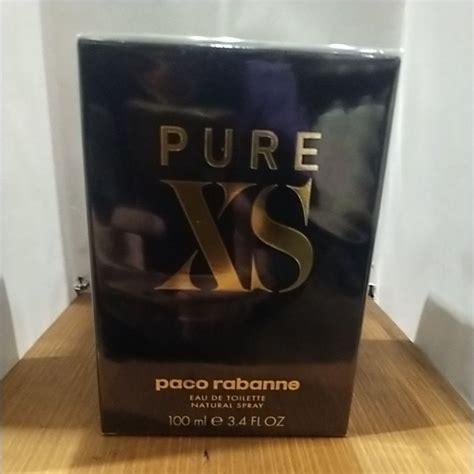 PURE
XS
paco rabanne
EAU DE TOILETTE
NATURAL SPRAY
100 ml ℮ 3.4 FL OZ